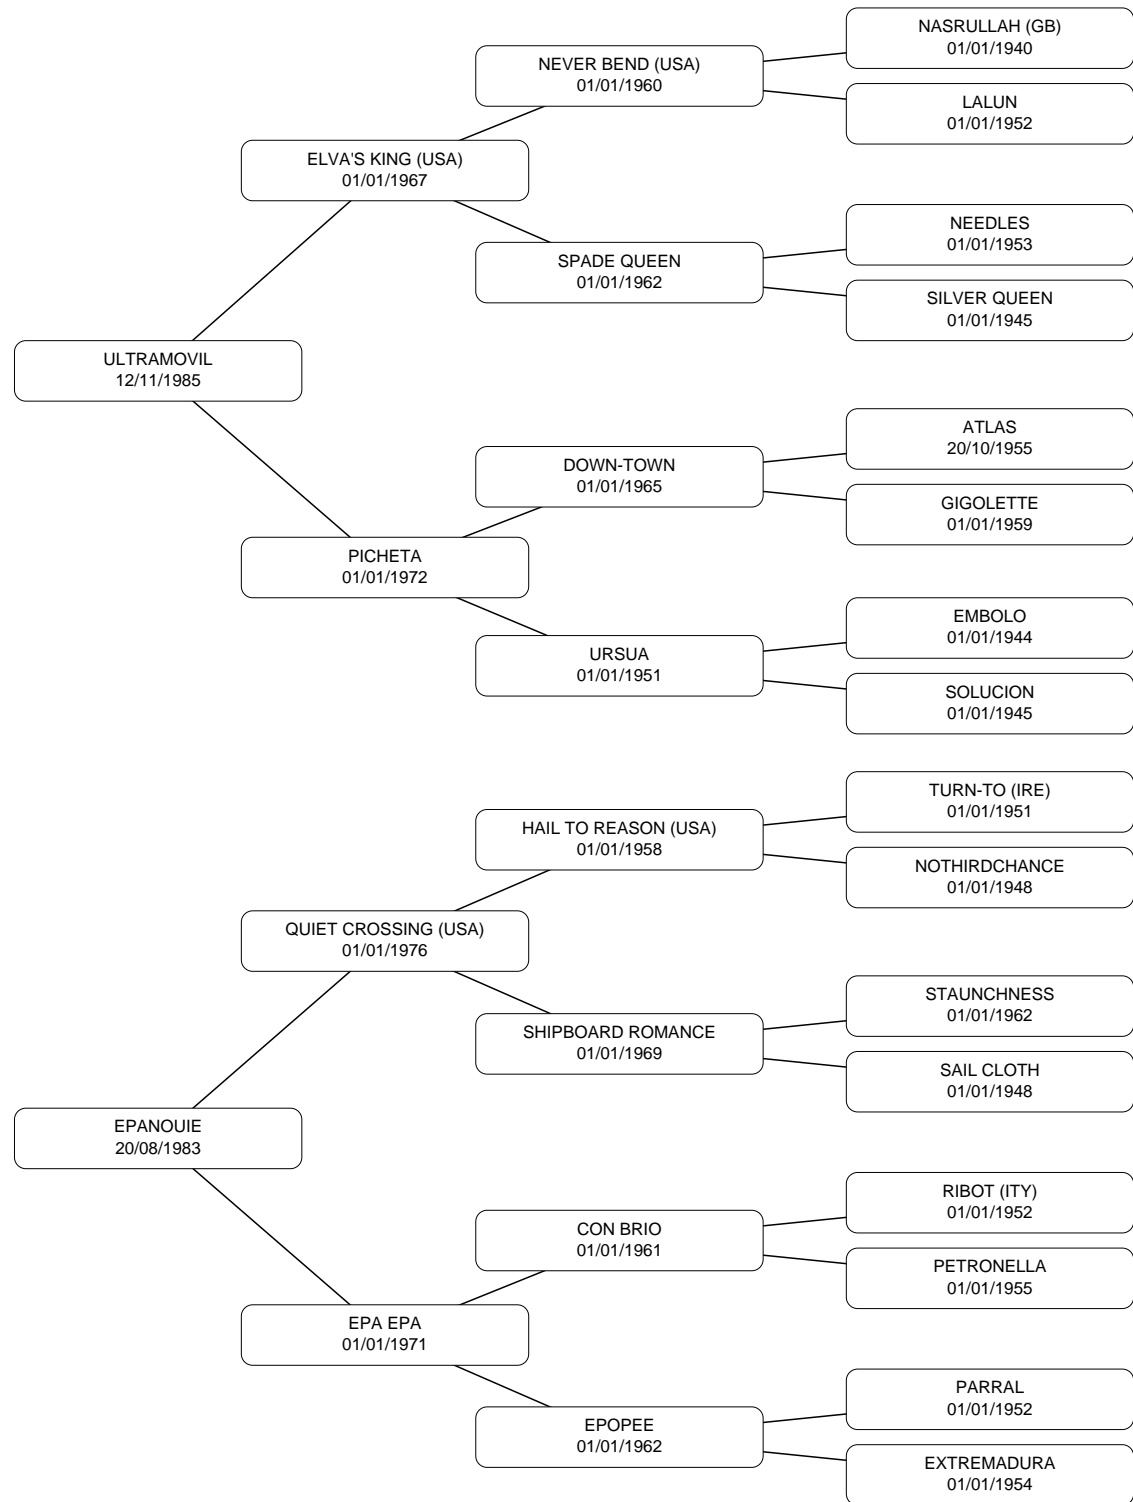 NASRULLAH (GB)
01/01/1940
NEVER BEND (USA)
01/01/1960
LALUN
01/01/1952
ELVA'S KING (USA)
01/01/1967
NEEDLES
01/01/1953
SPADE QUEEN
01/01/1962
SILVER QUEEN
01/01/1945
ULTRAMOVIL
12/11/1985
ATLAS
20/10/1955
DOWN-TOWN
01/01/1965
GIGOLETTE
01/01/1959
PICHETA
01/01/1972
EMBOLO
01/01/1944
URSUA
01/01/1951
SOLUCION
01/01/1945
TURN-TO (IRE)
01/01/1951
HAIL TO REASON (USA)
01/01/1958
NOTHIRDCHANCE
01/01/1948
QUIET CROSSING (USA)
01/01/1976
STAUNCHNESS
01/01/1962
SHIPBOARD ROMANCE
01/01/1969
SAIL CLOTH
01/01/1948
EPANOUIE
20/08/1983
RIBOT (ITY)
01/01/1952
CON BRIO
01/01/1961
PETRONELLA
01/01/1955
EPA EPA
01/01/1971
PARRAL
01/01/1952
EPOPEE
01/01/1962
EXTREMADURA
01/01/1954